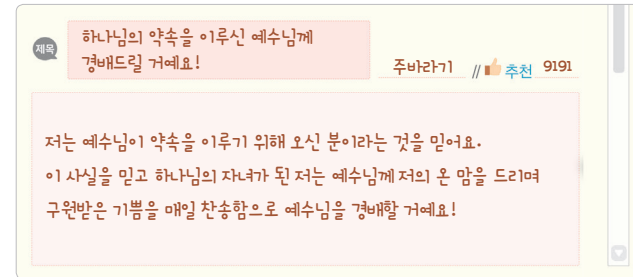 제목
하나님의 약속을 이루신 예수님께
경배드릴 거예요!
주바라기 // 추천 9191
저는 예수님이 약속을 이루기 위해 오신 분이라는 것을 믿어요.
이 사실을 믿고 하나님의 자녀가 된 저는 예수님께 저의 온 맘을 드리며
구원받은 기쁨을 매일 찬송함으로 예수님을 경배할 거예요!